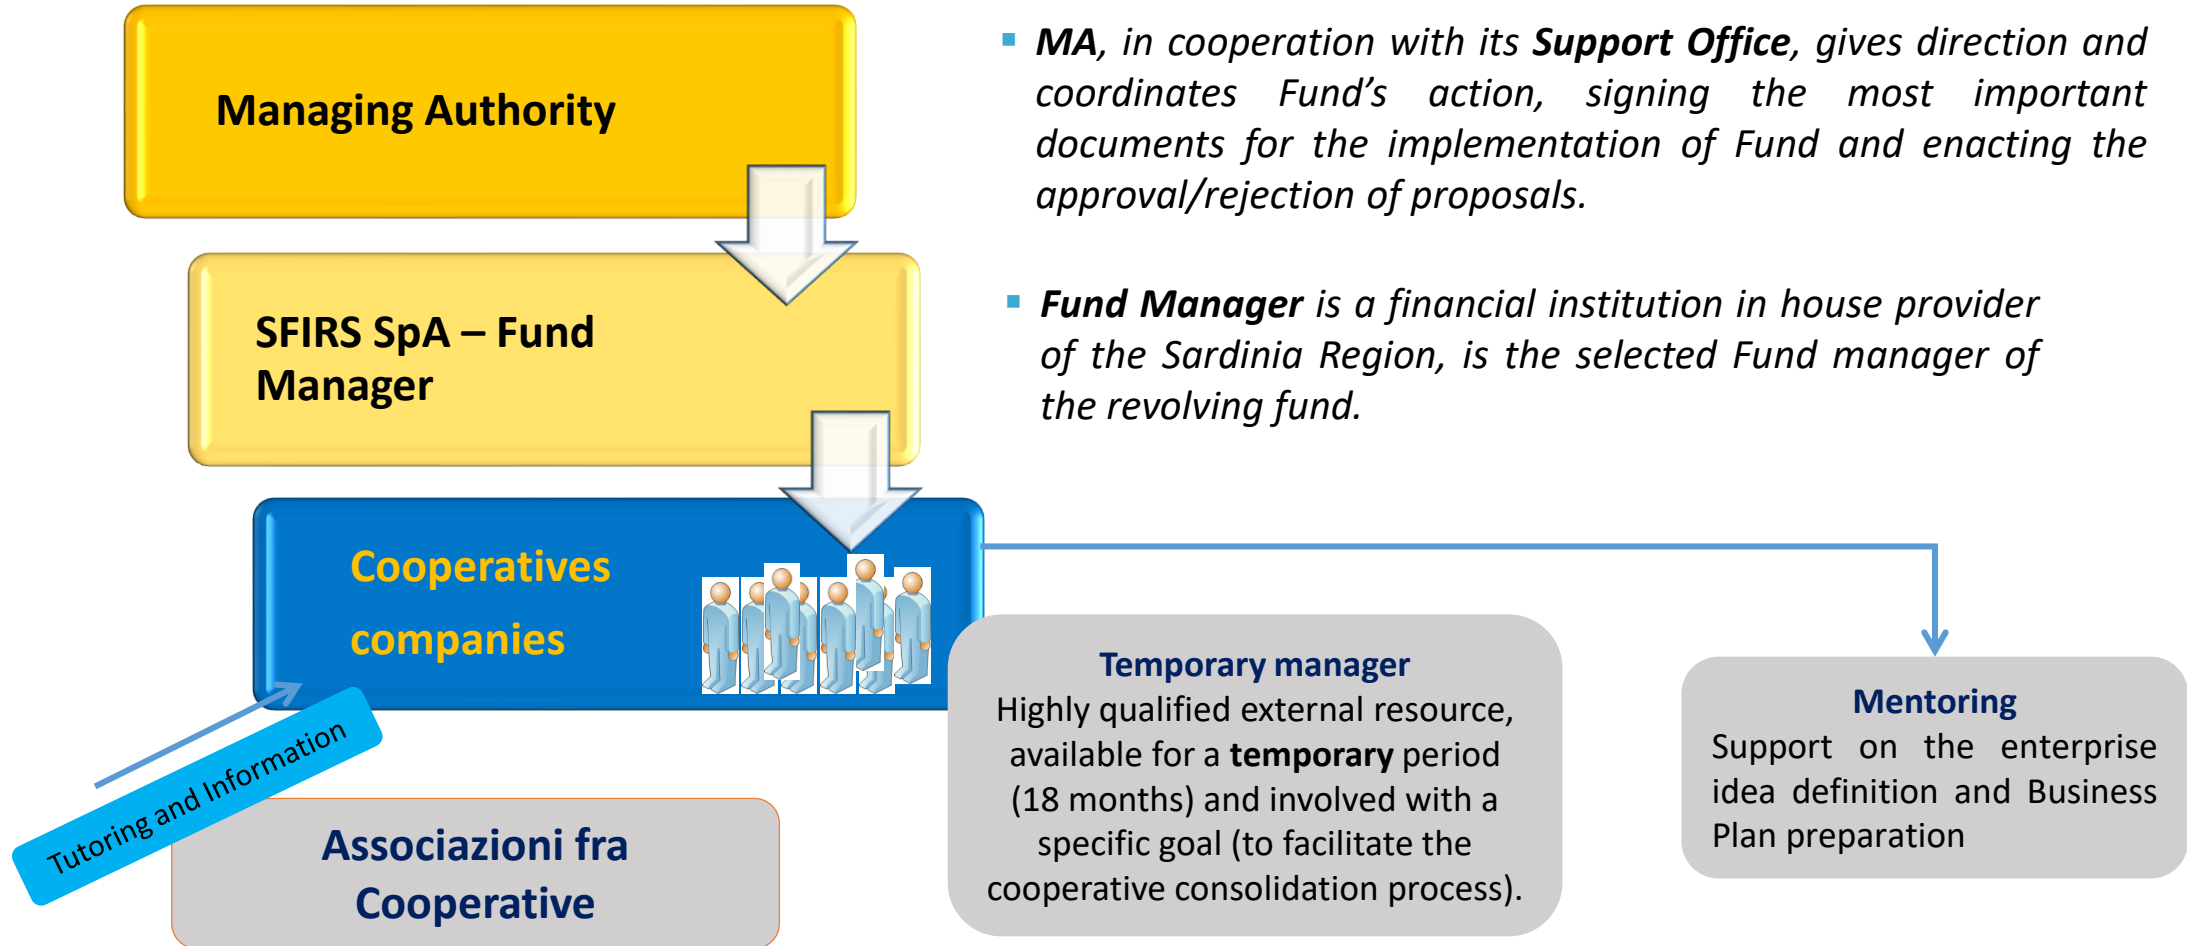 Managing Authority
▪ MA, in cooperation with its Support Office, gives direction and
coordinates Fund’s action, signing the most important
documents for the implementation of Fund and enacting the
approval/rejection of proposals.
SFIRS SpA – Fund
Manager
▪ Fund Manager is a financial institution in house provider
of the Sardinia Region, is the selected Fund manager of
the revolving fund.
Cooperatives
companies
Tutoring and Information
Associazioni fra
Cooperative
Temporary manager
Highly qualified external resource,
available for a temporary period
(18 months) and involved with a
specific goal (to facilitate the
cooperative consolidation process).
Mentoring
Support on the enterprise
idea definition and Business
Plan preparation